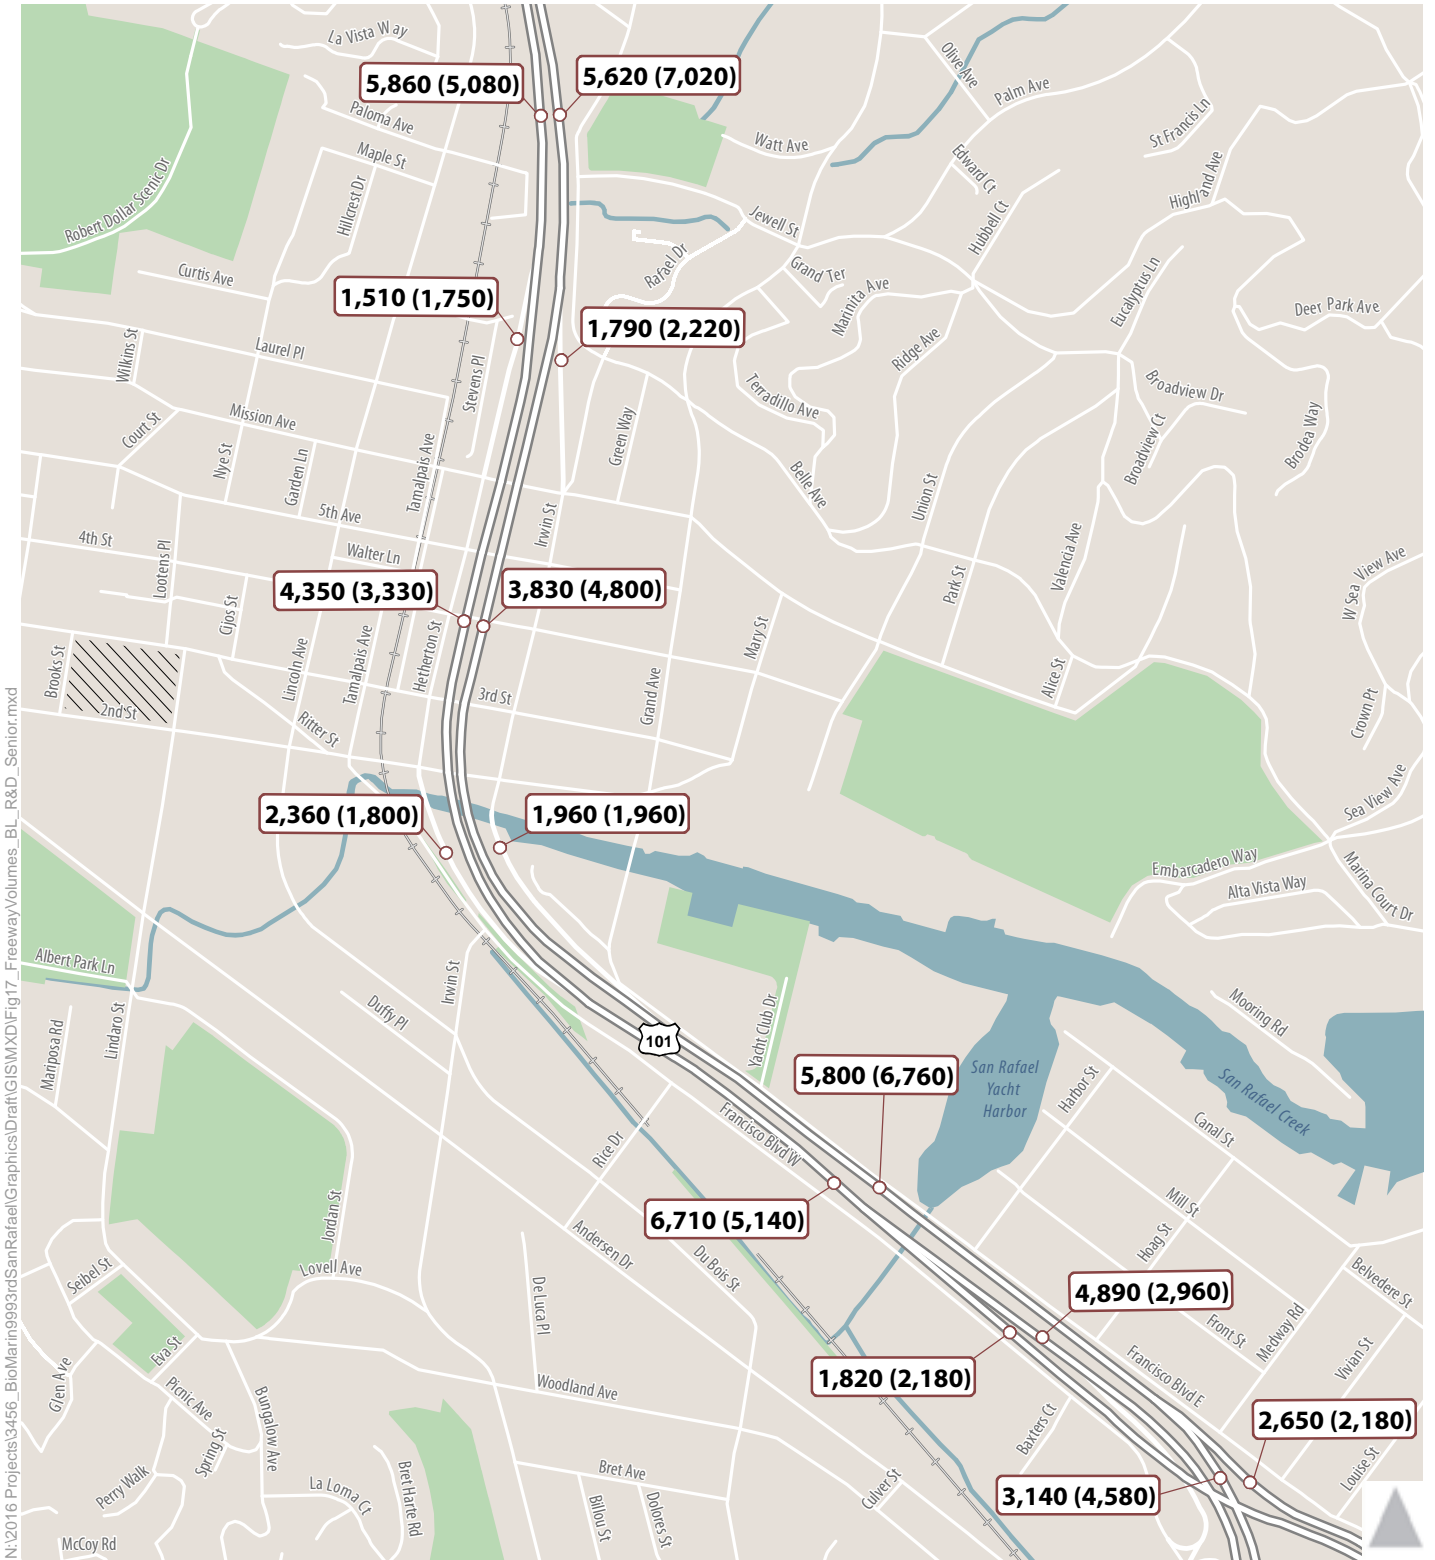 La Vista Way
5,860 (5,080)
5,620 (7,020)
Olive Ave
Palm Ave
Paloma Ave
St Francis Ln
Watt Ave
Maple St
Edward Ct
Highland Ave
Robert Dollar Scenic Dr
Hillcrest Dr
Jewell St
Hubbell Ct
Rafael Dr
Grand Ter
Curtis Ave
Marinita Ave
Eucalyptus Ln
1,510 (1,750)
Deer Park Ave
1,790 (2,220)
Wilkins St
Laurel Pl
Ridge Ave
Stevens Pl
Terradillo Ave
Broadview Dr
Mission Ave
Court St
Green Way
Broadview Ct
Brodea Way
Nye St
Garden Ln
Tamalpais Ave
Belle Ave
Union St
5th Ave
Irwin St
4th St
Walter Ln
Lootens Pl
Valencia Ave
W Sea View Ave
4,350 (3,330)
3,830 (4,800)
Park St
Cijos St
Mary St
Brooks St
Lincoln Ave
Tamalpais Ave
Hetherton St
Alice St
3rd St
Grand Ave
2nd St
Ritter St
Crown Pt
2,360 (1,800)
1,960 (1,960)
Sea View Ave
Embarcadero Way
Alta Vista Way
Marina Court Dr
Albert Park Ln
Irwin St
Duffy Pl
Mariposa Rd
Lindaro St
Yacht Club Dr
Mooring Rd
101
5,800 (6,760)
San Rafael
Yacht
Harbor
Harbor St
San Rafael Creek
Canal St
Francisco Blvd W
Rice Dr
6,710 (5,140)
Mill St
Jordan St
Andersen Dr
Hoag St
Du Bois St
Seibel St
Lovell Ave
Belvedere St
De Luca Pl
4,890 (2,960)
Front St
Medway Rd
Eva St
Vivian St
1,820 (2,180)
Francisco Blvd E
Glen Ave
Picnic Ave
Woodland Ave
Bungalow Ave
Baxters Ct
2,650 (2,180)
Spring St
Perry Walk
La Loma Ct
Bret Harte Rd
Bret Ave
Culver St
Louise St
3,140 (4,580)
Billou St
Dolores St
McCoy Rd
N:\2016 Projects\3456_BioMarin9993rdSanRafael\Graphics\Draft\GIS\MXD\Fig17_FreewayVolumes_BL_R&D_Senior.mxd